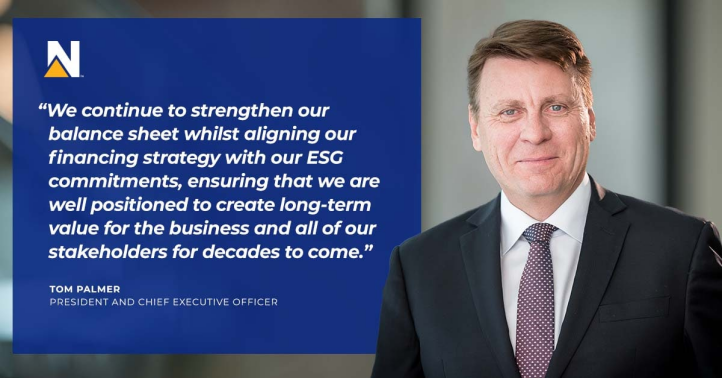 N
“We continue to strengthen our
balance sheet whilst aligning our
financing strategy with our ESG
commitments, ensuring that we are
well positioned to create long-term
value for the business and all of our
stakeholders for decades to come.”
TOM PALMER
PRESIDENT AND CHIEF EXECUTIVE OFFICER